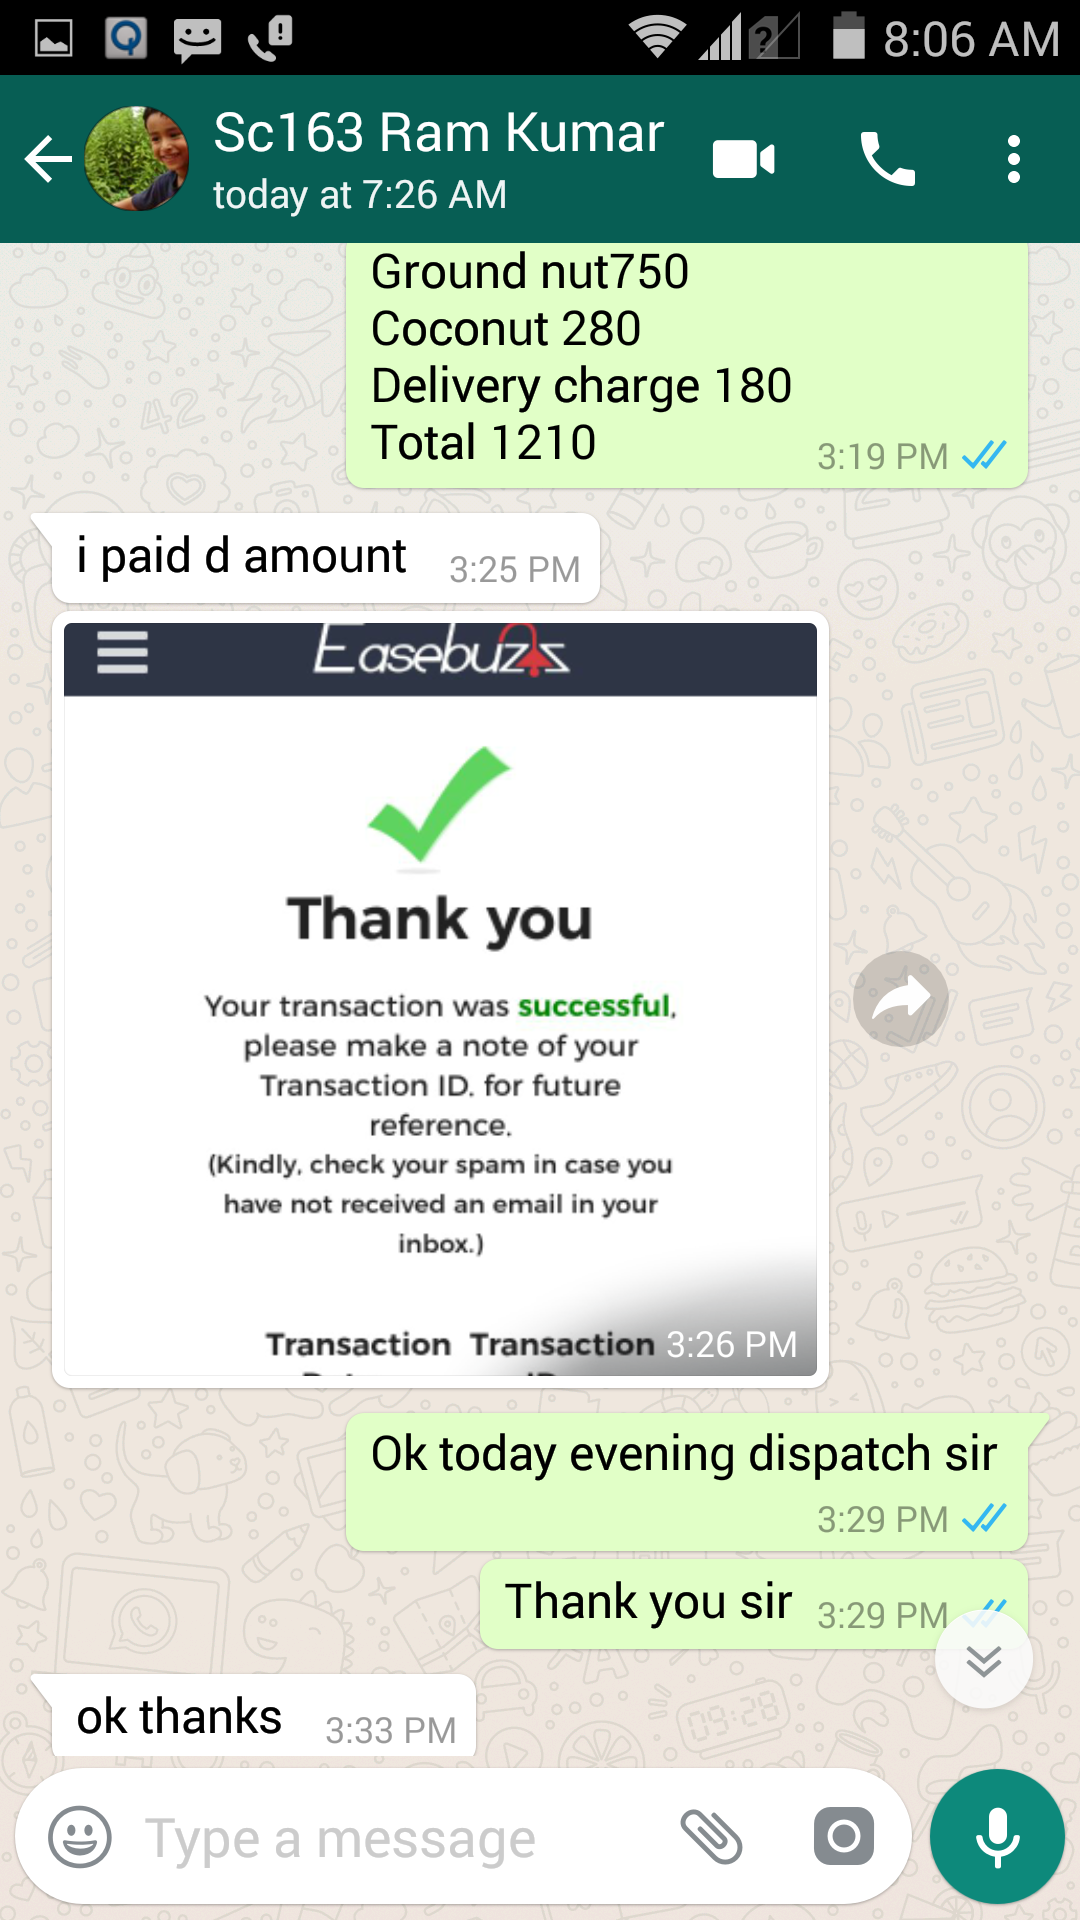 8:06 AM
Sc163 Ram Kumar
today at 7:26 AM
Ground nut750
Coconut 280
Delivery charge 180
Total 1210
3:19 PM
i paid d amount
3:25 PM
Easebuzz
Thank you
Your transaction was successful,
please make a note of your
Transaction ID. for future
reference.
(Kindly, check your spam in case you
have not received an email in your
inbox.)
Transaction Transaction
3:26 PM
Ok today evening dispatch sir
3:29 PM
Thank you sir
3:29 PM
ok thanks
3:33 PM
Type a message